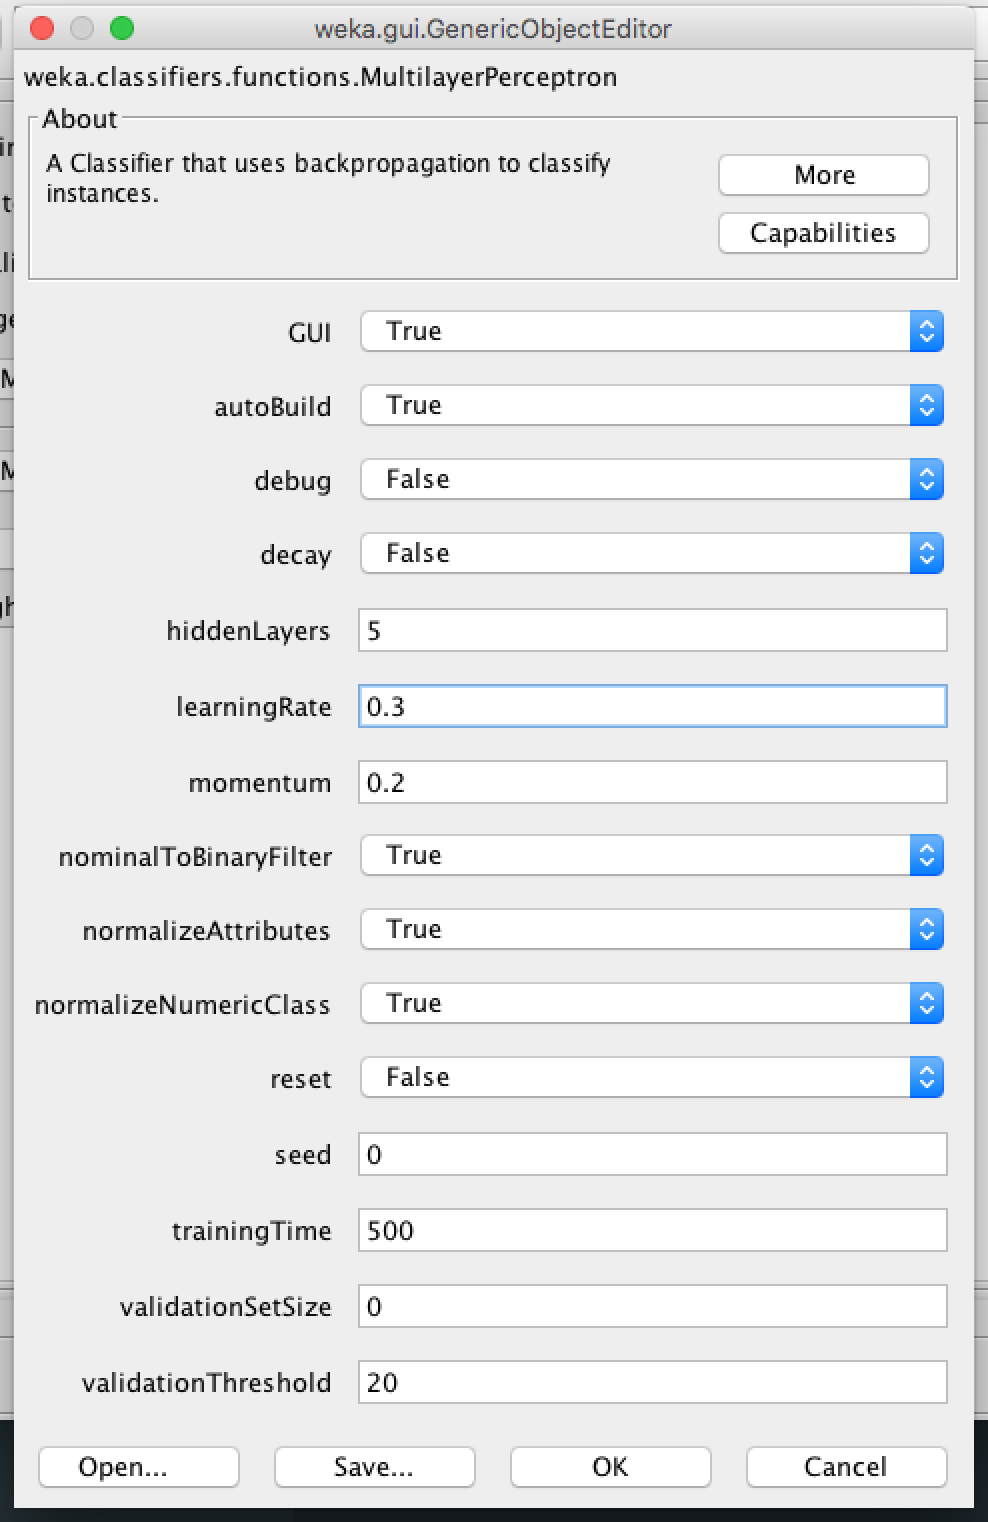 weka.gui.GenericObjectEditor
weka.classifiers.functions.MultilayerPerceptron
About
A Classifier that uses backpropagation to classify
instances.
More
Capabilities
GUI True
autoBuild True
debug False
decay False
hiddenLayers 5
learningRate 0.3
momentum 0.2
nominalToBinaryFilter True
normalizeAttributes True
normalizeNumericClass True
reset False
seed 0
trainingTime 500
validationSetSize 0
validationThreshold 20
Open... Save... OK Cancel